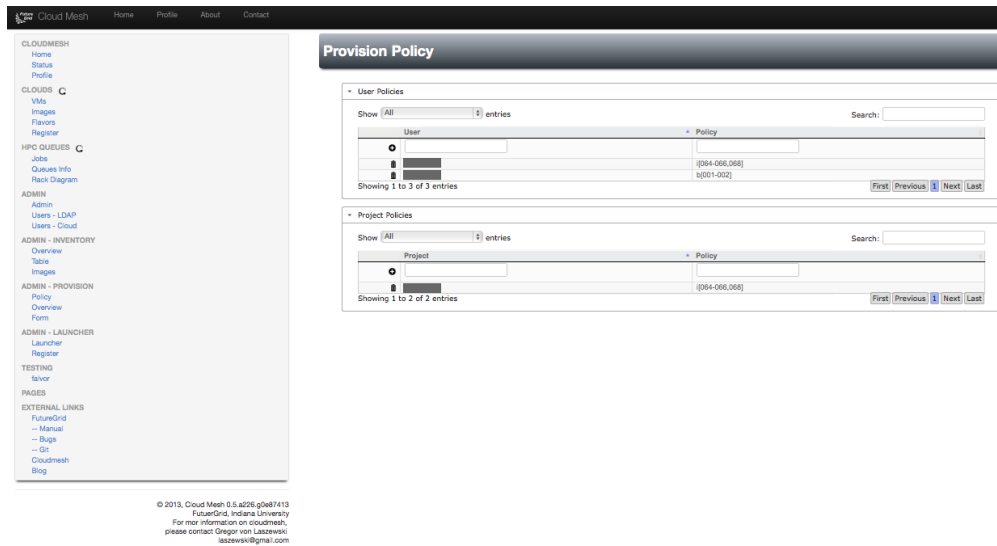 Future Grid Cloud Mesh Home Profile About Contact
CLOUDMESH
Home
Status
Profile
CLOUDS
VMs
Images
Flavors
Register
HPC QUEUES
Jobs
Queues Info
Rack Diagram
ADMIN
Admin
Users - LDAP
Users - Cloud
ADMIN - INVENTORY
Overview
Table
Images
ADMIN - PROVISION
Policy
Overview
Form
ADMIN - LAUNCHER
Launcher
Register
TESTING
faivor
PAGES
EXTERNAL LINKS
FutureGrid
-- Manual
-- Bugs
-- Git
Cloudmesh
Blog
© 2013, Cloud Mesh 0.5.a226.g0e87413
FutuerGrid, Indiana University
For mor information on cloudmesh,
please contact Gregor von Laszewski
laszewski@gmail.com
Provision Policy
User Policies
Show All entries Search:
User Policy
i[064-066,068]
b[001-002]
Showing 1 to 3 of 3 entries First Previous 1 Next Last
Project Policies
Show All entries Search:
Project Policy
i[064-066,068]
Showing 1 to 2 of 2 entries First Previous 1 Next Last